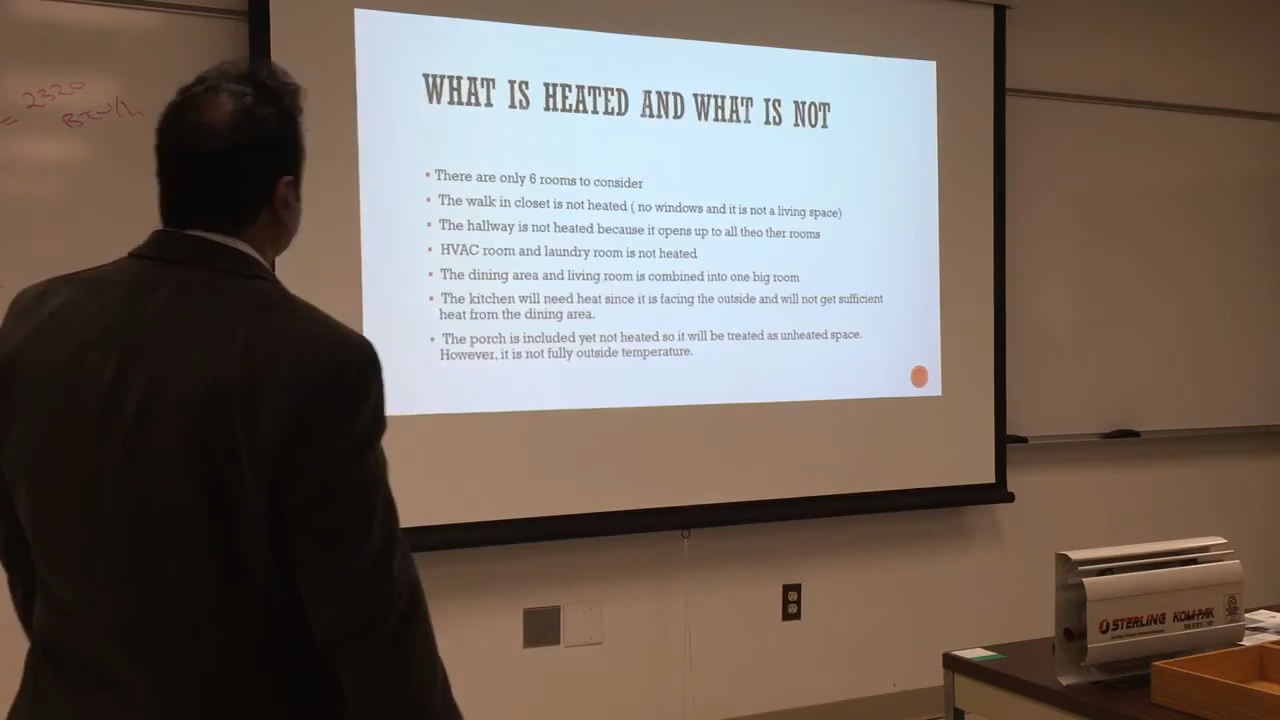 = 2320
BTU/h
WHAT IS HEATED AND WHAT IS NOT
There are only 6 rooms to consider
The walk in closet is not heated ( no windows and it is not a living space)
The hallway is not heated because it opens up to all theo ther rooms
HVAC room and laundry room is not heated
The dining area and living room is combined into one big room
The kitchen will need heat since it is facing the outside and will not get sufficient
heat from the dining area.
The porch is included yet not heated so it will be treated as unheated space.
However, it is not fully outside temperature.
STERLING KOM-PAK